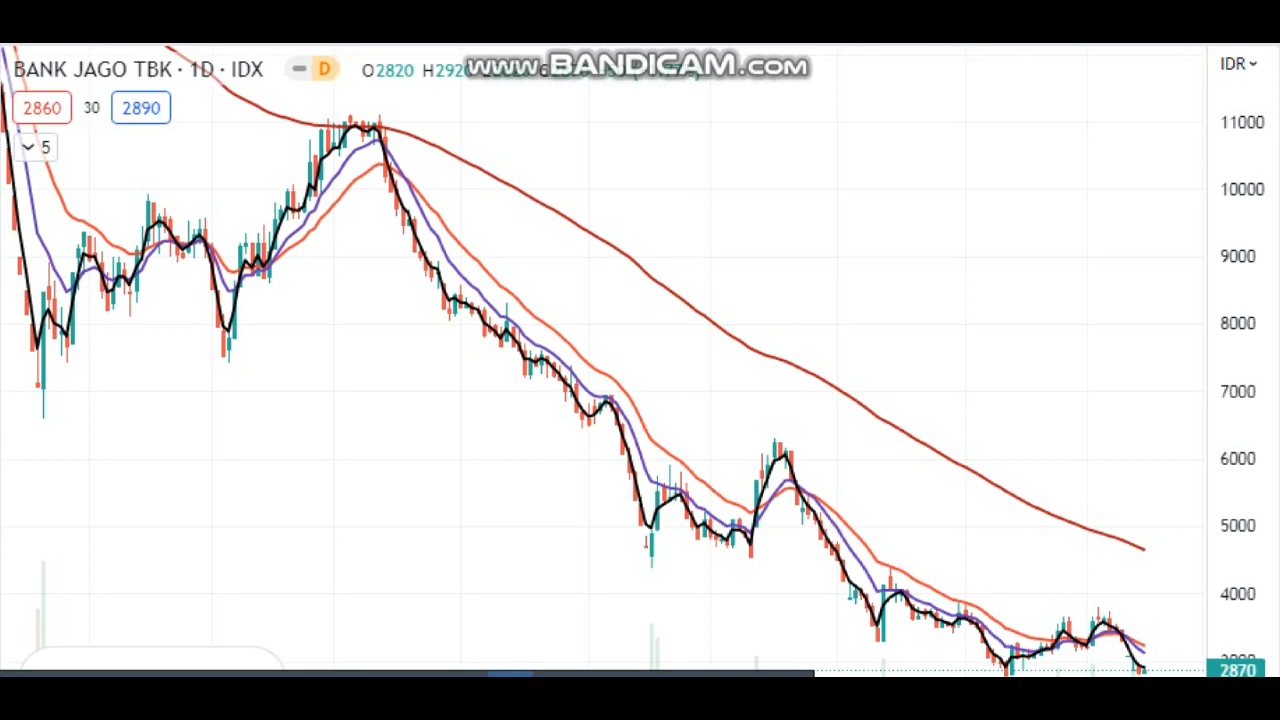 www.BANDICAM.com
BANK JAGO TBK · 1D · IDX
D
O2820 H2920
IDR
2860 30 2890
5
11000
10000
9000
8000
7000
6000
5000
4000
2870